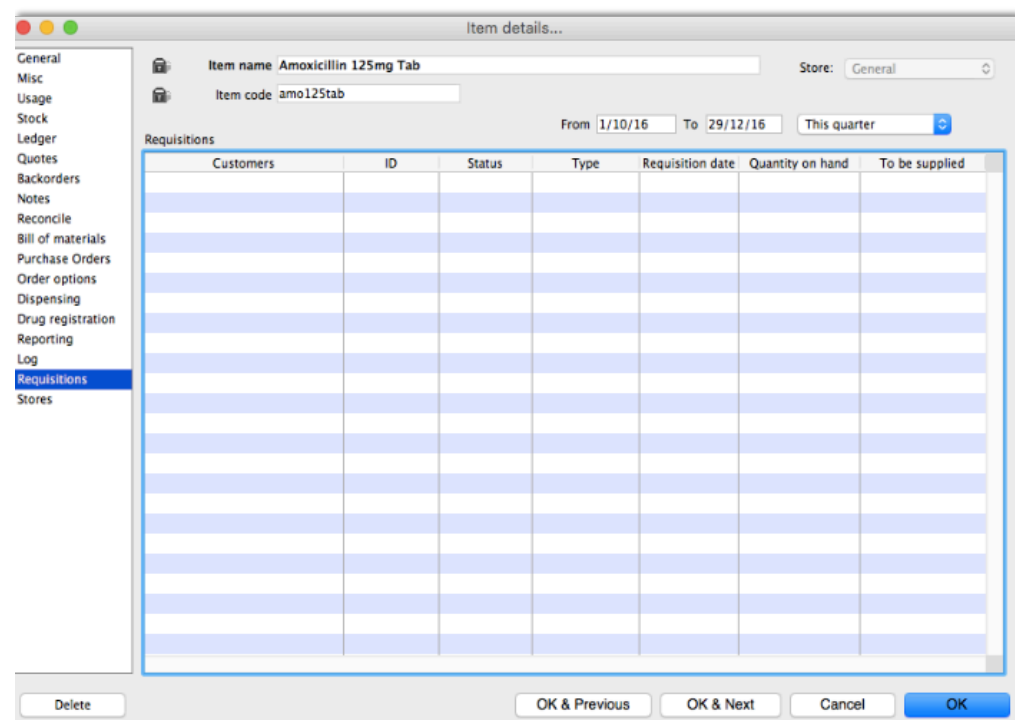 Item details...
General
Misc
Usage
Stock
Ledger
Quotes
Backorders
Notes
Reconcile
Bill of materials
Purchase Orders
Order options
Dispensing
Drug registration
Reporting
Log
Requisitions
Stores
Item name Amoxicillin 125mg Tab
Store: General
Item code amo125tab
From 1/10/16 To 29/12/16 This quarter
Requisitions
Customers ID Status Type Requisition date Quantity on hand To be supplied
Delete OK & Previous OK & Next Cancel OK